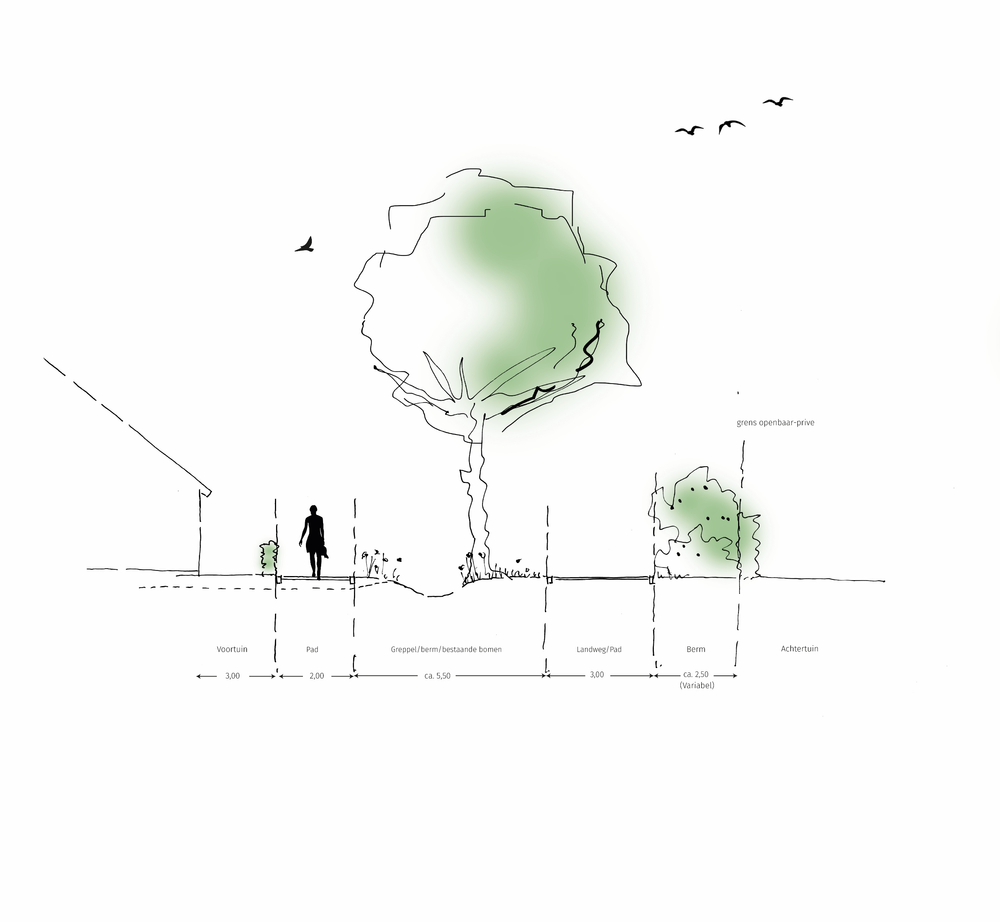 grens openbaar-prive
Voortuin
Pad
Greppel/berm/bestaande bomen
Landweg/Pad
Berm
Achtertuin
3,00
2,00
ca. 5,50
3,00
ca. 2,50
(Variabel)